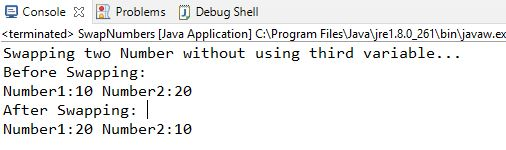 Console Problems Debug Shell
<terminated> SwapNumbers [Java Application] C:\Program Files\Java\jre1.8.0_261\bin\javaw.ex
Swapping two Number without using third variable...
Before Swapping:
Number1:10 Number2:20
After Swapping:
Number1:20 Number2:10